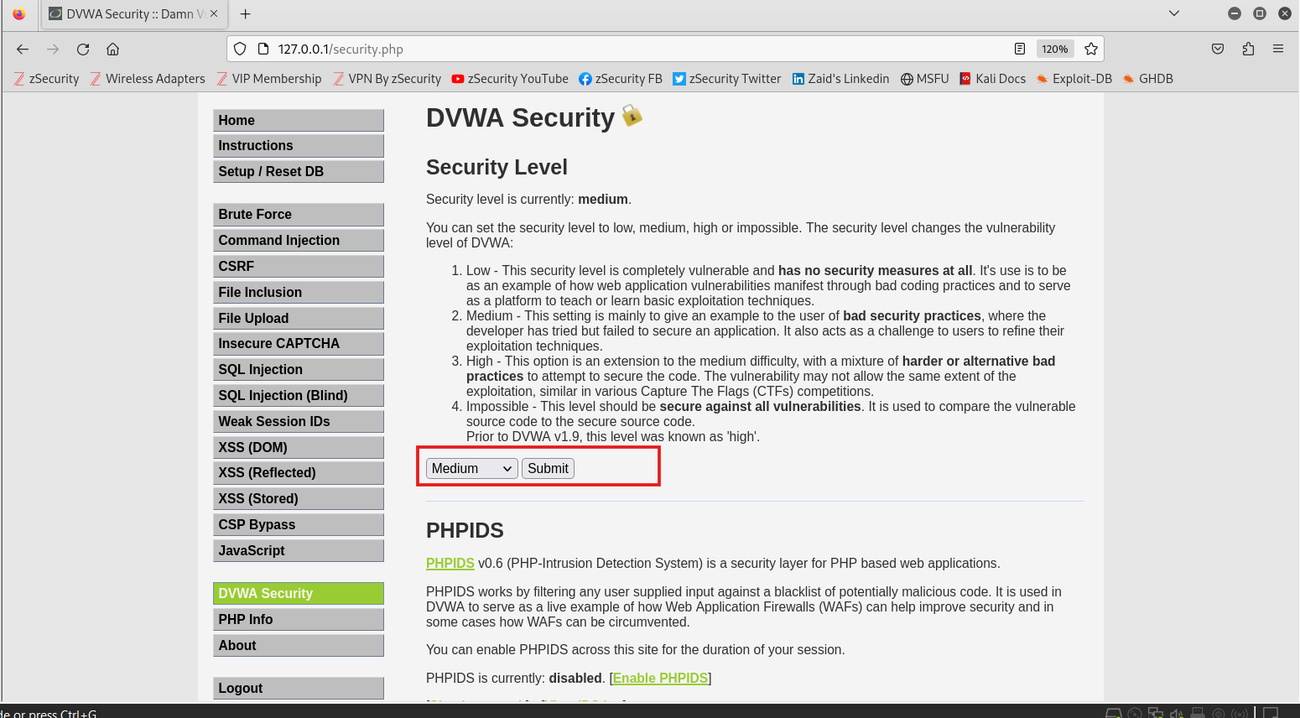 DVWA Security :: Damn Vu
127.0.0.1/security.php
120%
zSecurity Wireless Adapters VIP Membership VPN By zSecurity zSecurity YouTube zSecurity FB zSecurity Twitter Zaid's Linkedin MSFU Kali Docs Exploit-DB GHDB
Home
Instructions
Setup / Reset DB
Brute Force
Command Injection
CSRF
File Inclusion
File Upload
Insecure CAPTCHA
SQL Injection
SQL Injection (Blind)
Weak Session IDs
XSS (DOM)
XSS (Reflected)
XSS (Stored)
CSP Bypass
JavaScript
DVWA Security
PHP Info
About
Logout
DVWA Security
Security Level
Security level is currently: medium.
You can set the security level to low, medium, high or impossible. The security level changes the vulnerability
level of DVWA:
1. Low - This security level is completely vulnerable and has no security measures at all. It's use is to be
as an example of how web application vulnerabilities manifest through bad coding practices and to serve
as a platform to teach or learn basic exploitation techniques.
2. Medium - This setting is mainly to give an example to the user of bad security practices, where the
developer has tried but failed to secure an application. It also acts as a challenge to users to refine their
exploitation techniques.
3. High - This option is an extension to the medium difficulty, with a mixture of harder or alternative bad
practices to attempt to secure the code. The vulnerability may not allow the same extent of the
exploitation, similar in various Capture The Flags (CTFs) competitions.
4. Impossible - This level should be secure against all vulnerabilities. It is used to compare the vulnerable
source code to the secure source code.
Prior to DVWA v1.9, this level was known as 'high'.
Medium Submit
PHPIDS
PHPIDS v0.6 (PHP-Intrusion Detection System) is a security layer for PHP based web applications.
PHPIDS works by filtering any user supplied input against a blacklist of potentially malicious code. It is used in
DVWA to serve as a live example of how Web Application Firewalls (WAFs) can help improve security and in
some cases how WAFs can be circumvented.
You can enable PHPIDS across this site for the duration of your session.
PHPIDS is currently: disabled. [Enable PHPIDS]
de or press Ctrl+G